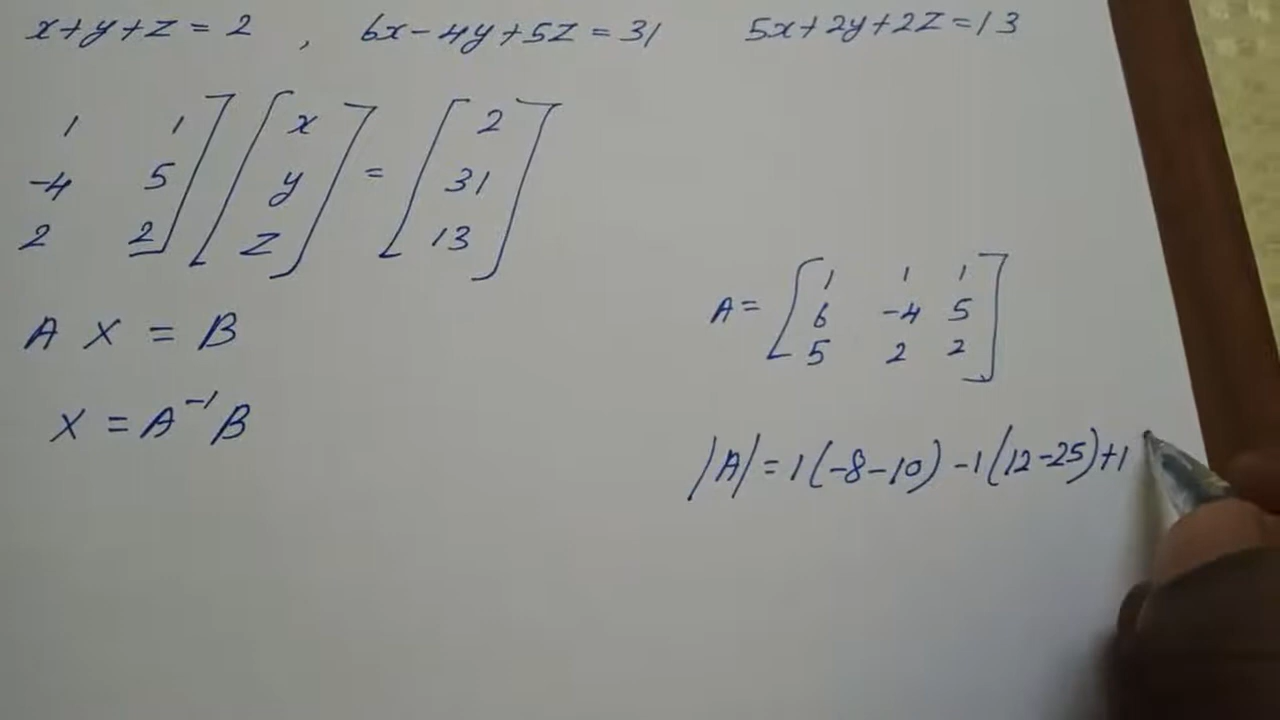 x+y+z = 2 , 6x-4y+5z = 31 5x+2y+2z=13
1 1 ] [ x ] = [ 2 ]
-4 5 ] [ y ] = [ 31 ]
2 2 ] [ z ] [ 13 ]
A X = B
X = A⁻¹B
A= [ 1 1 1 ]
[ 6 -4 5 ]
[ 5 2 2 ]
|A| = 1(-8-10) -1(12-25)+1